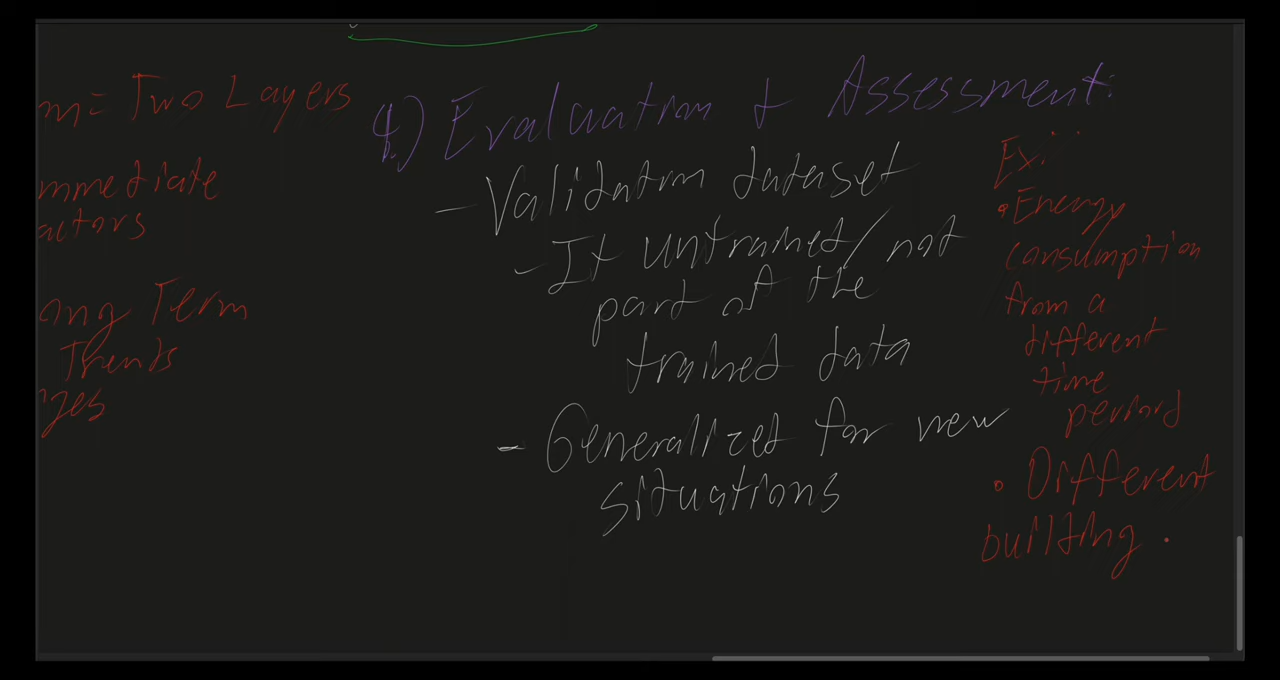 m = Two Layers
mmediate
actors
ong Term
Trends
ges
4.) Evaluation & Assessment:
- Validation dataset
- It untrained/not
part of the
trained data
- Generalized for new
situations
Ex:
• Energy
consumption
from a
different
time
period
• Different
building.